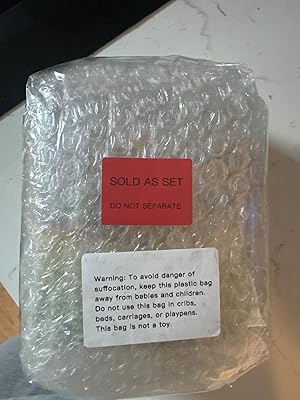 SOLD AS SET
DO NOT SEPARATE
Warning: To avoid danger of
suffocation, keep this plastic bag
away from babies and children.
Do not use this bag in cribs,
beds, carriages, or playpens.
This bag is not a toy.